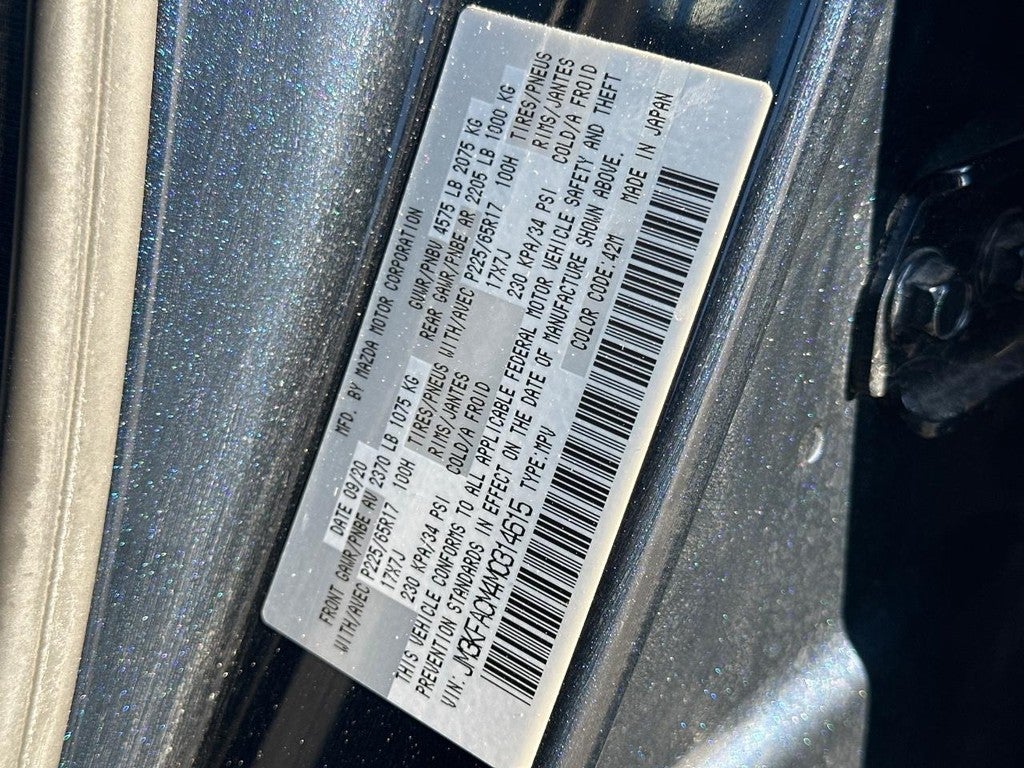 MFD. BY MAZDA MOTOR CORPORATION
DATE 09/20 GVWR/PNBV 4575 LB 2075 KG
FRONT GAWR/PNBE AV 2370 LB 1075 KG REAR GAWR/PNBE AR 2205 LB 1000 KG
WITH/AVEC P225/65R17 100H TIRES/PNEUS WITH/AVEC P225/65R17 100H TIRES/PNEUS
17X7J RIMS/JANTES 17X7J RIMS/JANTES
230 KPA/34 PSI COLD/A FROID 230 KPA/34 PSI COLD/A FROID
THIS VEHICLE CONFORMS TO ALL APPLICABLE FEDERAL MOTOR VEHICLE SAFETY AND THEFT
PREVENTION STANDARDS IN EFFECT ON THE DATE OF MANUFACTURE SHOWN ABOVE.
VIN: JM3KFACM4M0314615 TYPE:MPV COLOR CODE:42M MADE IN JAPAN